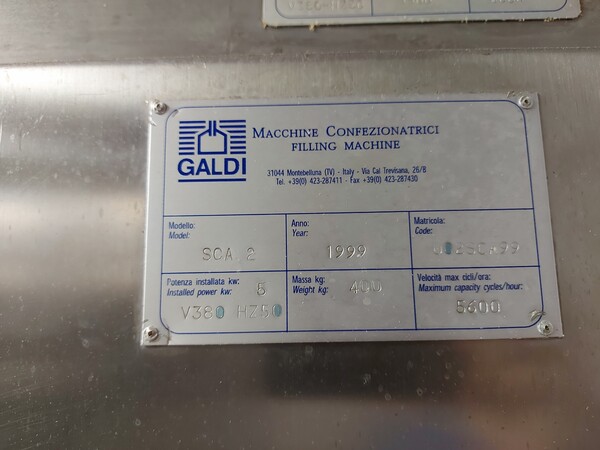 GALDI
MACCHINE CONFEZIONATRICI
FILLING MACHINE
31044 Montebelluna (TV) - Italy - Via Cal Trevisana, 26/B
Tel. +39(0) 423-287411 - Fax +39(0) 423-287430
Modello:
Model:
SCA 2
Anno:
Year:
1999
Matricola:
Code:
Potenza installata kw:
Installed power kw: 5
V380 HZ50
Massa kg:
Weight kg: 400
Velocità max cicli/ora:
Maximum capacity cycles/hour:
5600